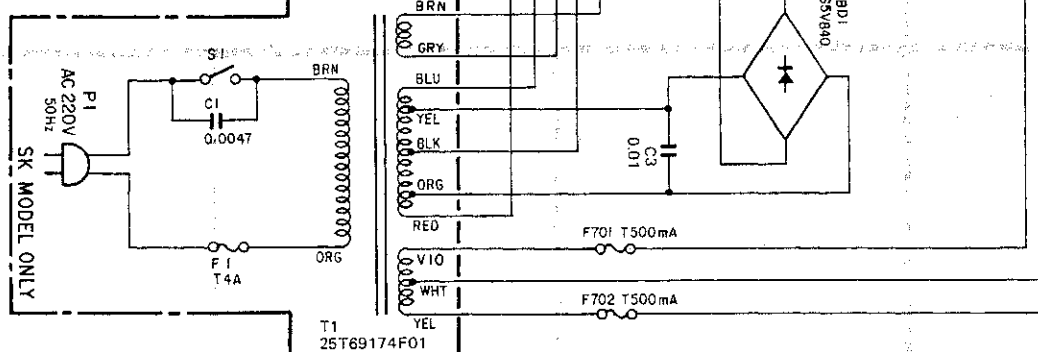 BRN
GRY
BLU
YEL
BLK
ORG
RED
VIO
WHT
YEL
BD1
S5VB40
S1
BRN
C1
0.0047
P1
AC 220V
50Hz
SK MODEL ONLY
F1
T4A
ORG
C3
0.01
F701 T500mA
F702 T500mA
T1
25T69174F01